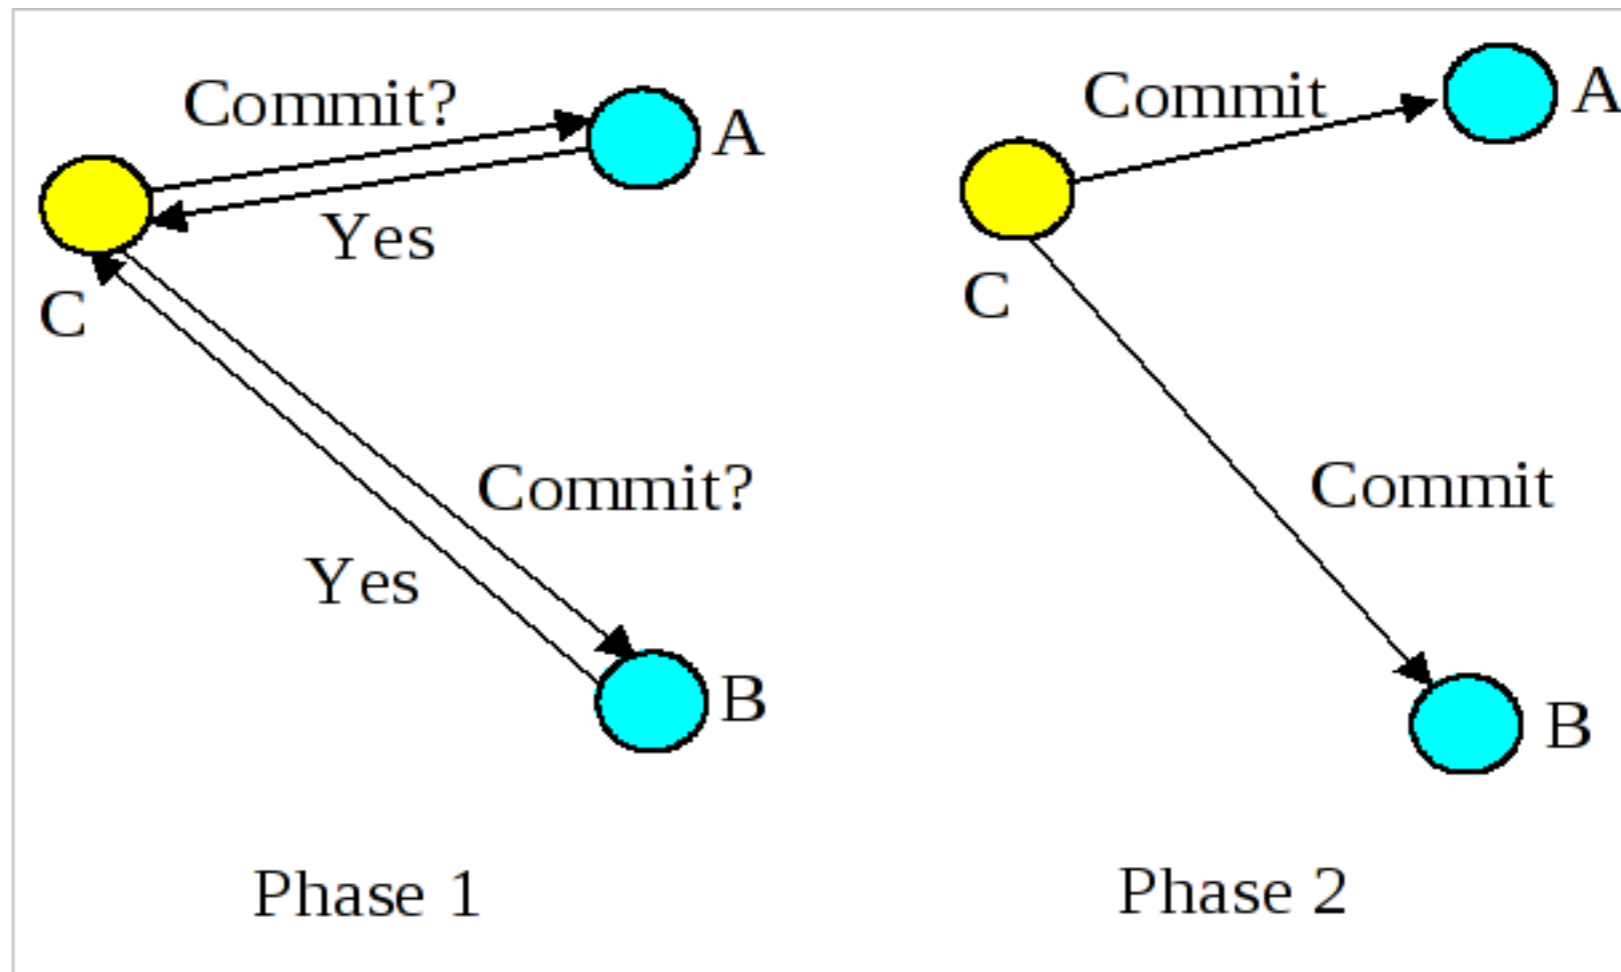 Commit?
A
Yes
C
Commit?
Yes
B
Phase 1
Commit
A
C
Commit
B
Phase 2